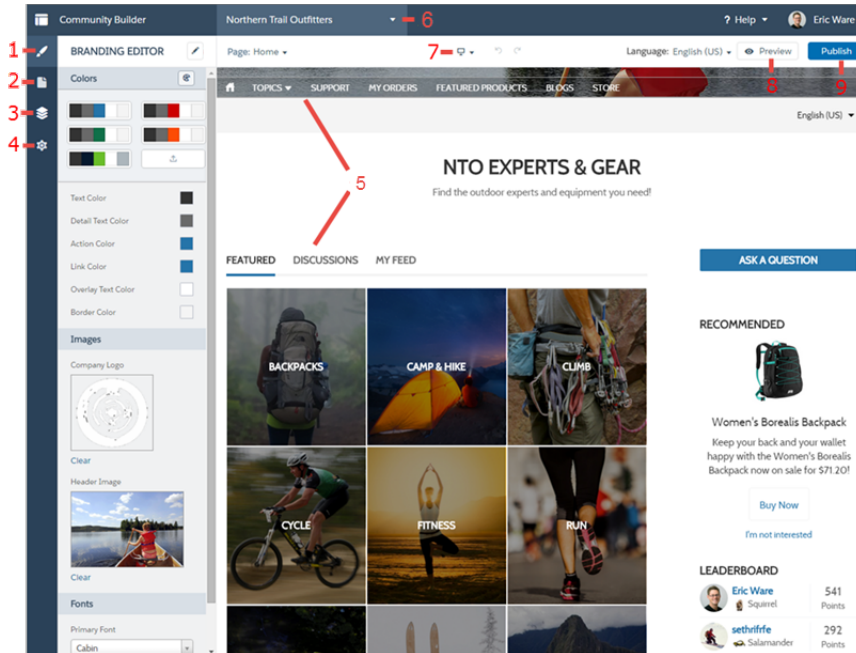 Community Builder
Northern Trail Outfitters
6
? Help
Eric Ware
1
BRANDING EDITOR
Page: Home
7
Language: English (US)
Preview
Publish
2
Colors
TOPICS
SUPPORT
MY ORDERS
FEATURED PRODUCTS
BLOGS
STORE
8
9
3
English (US)
4
NTO EXPERTS & GEAR
5
Find the outdoor experts and equipment you need!
Text Color
Detail Text Color
Action Color
Link Color
Overlay Text Color
Border Color
FEATURED
DISCUSSIONS
MY FEED
ASK A QUESTION
Images
Company Logo
Clear
Header Image
Clear
Fonts
Primary Font
Cabin
BACKPACKS
CAMP & HIKE
CLIMB
CYCLE
FITNESS
RUN
RECOMMENDED
Women's Borealis Backpack
Keep your back and your wallet
happy with the Women's Borealis
Backpack now on sale for $71.20!
Buy Now
I'm not interested
LEADERBOARD
Eric Ware
Squirrel
541
Points
sethrifrfe
Salamander
292
Points